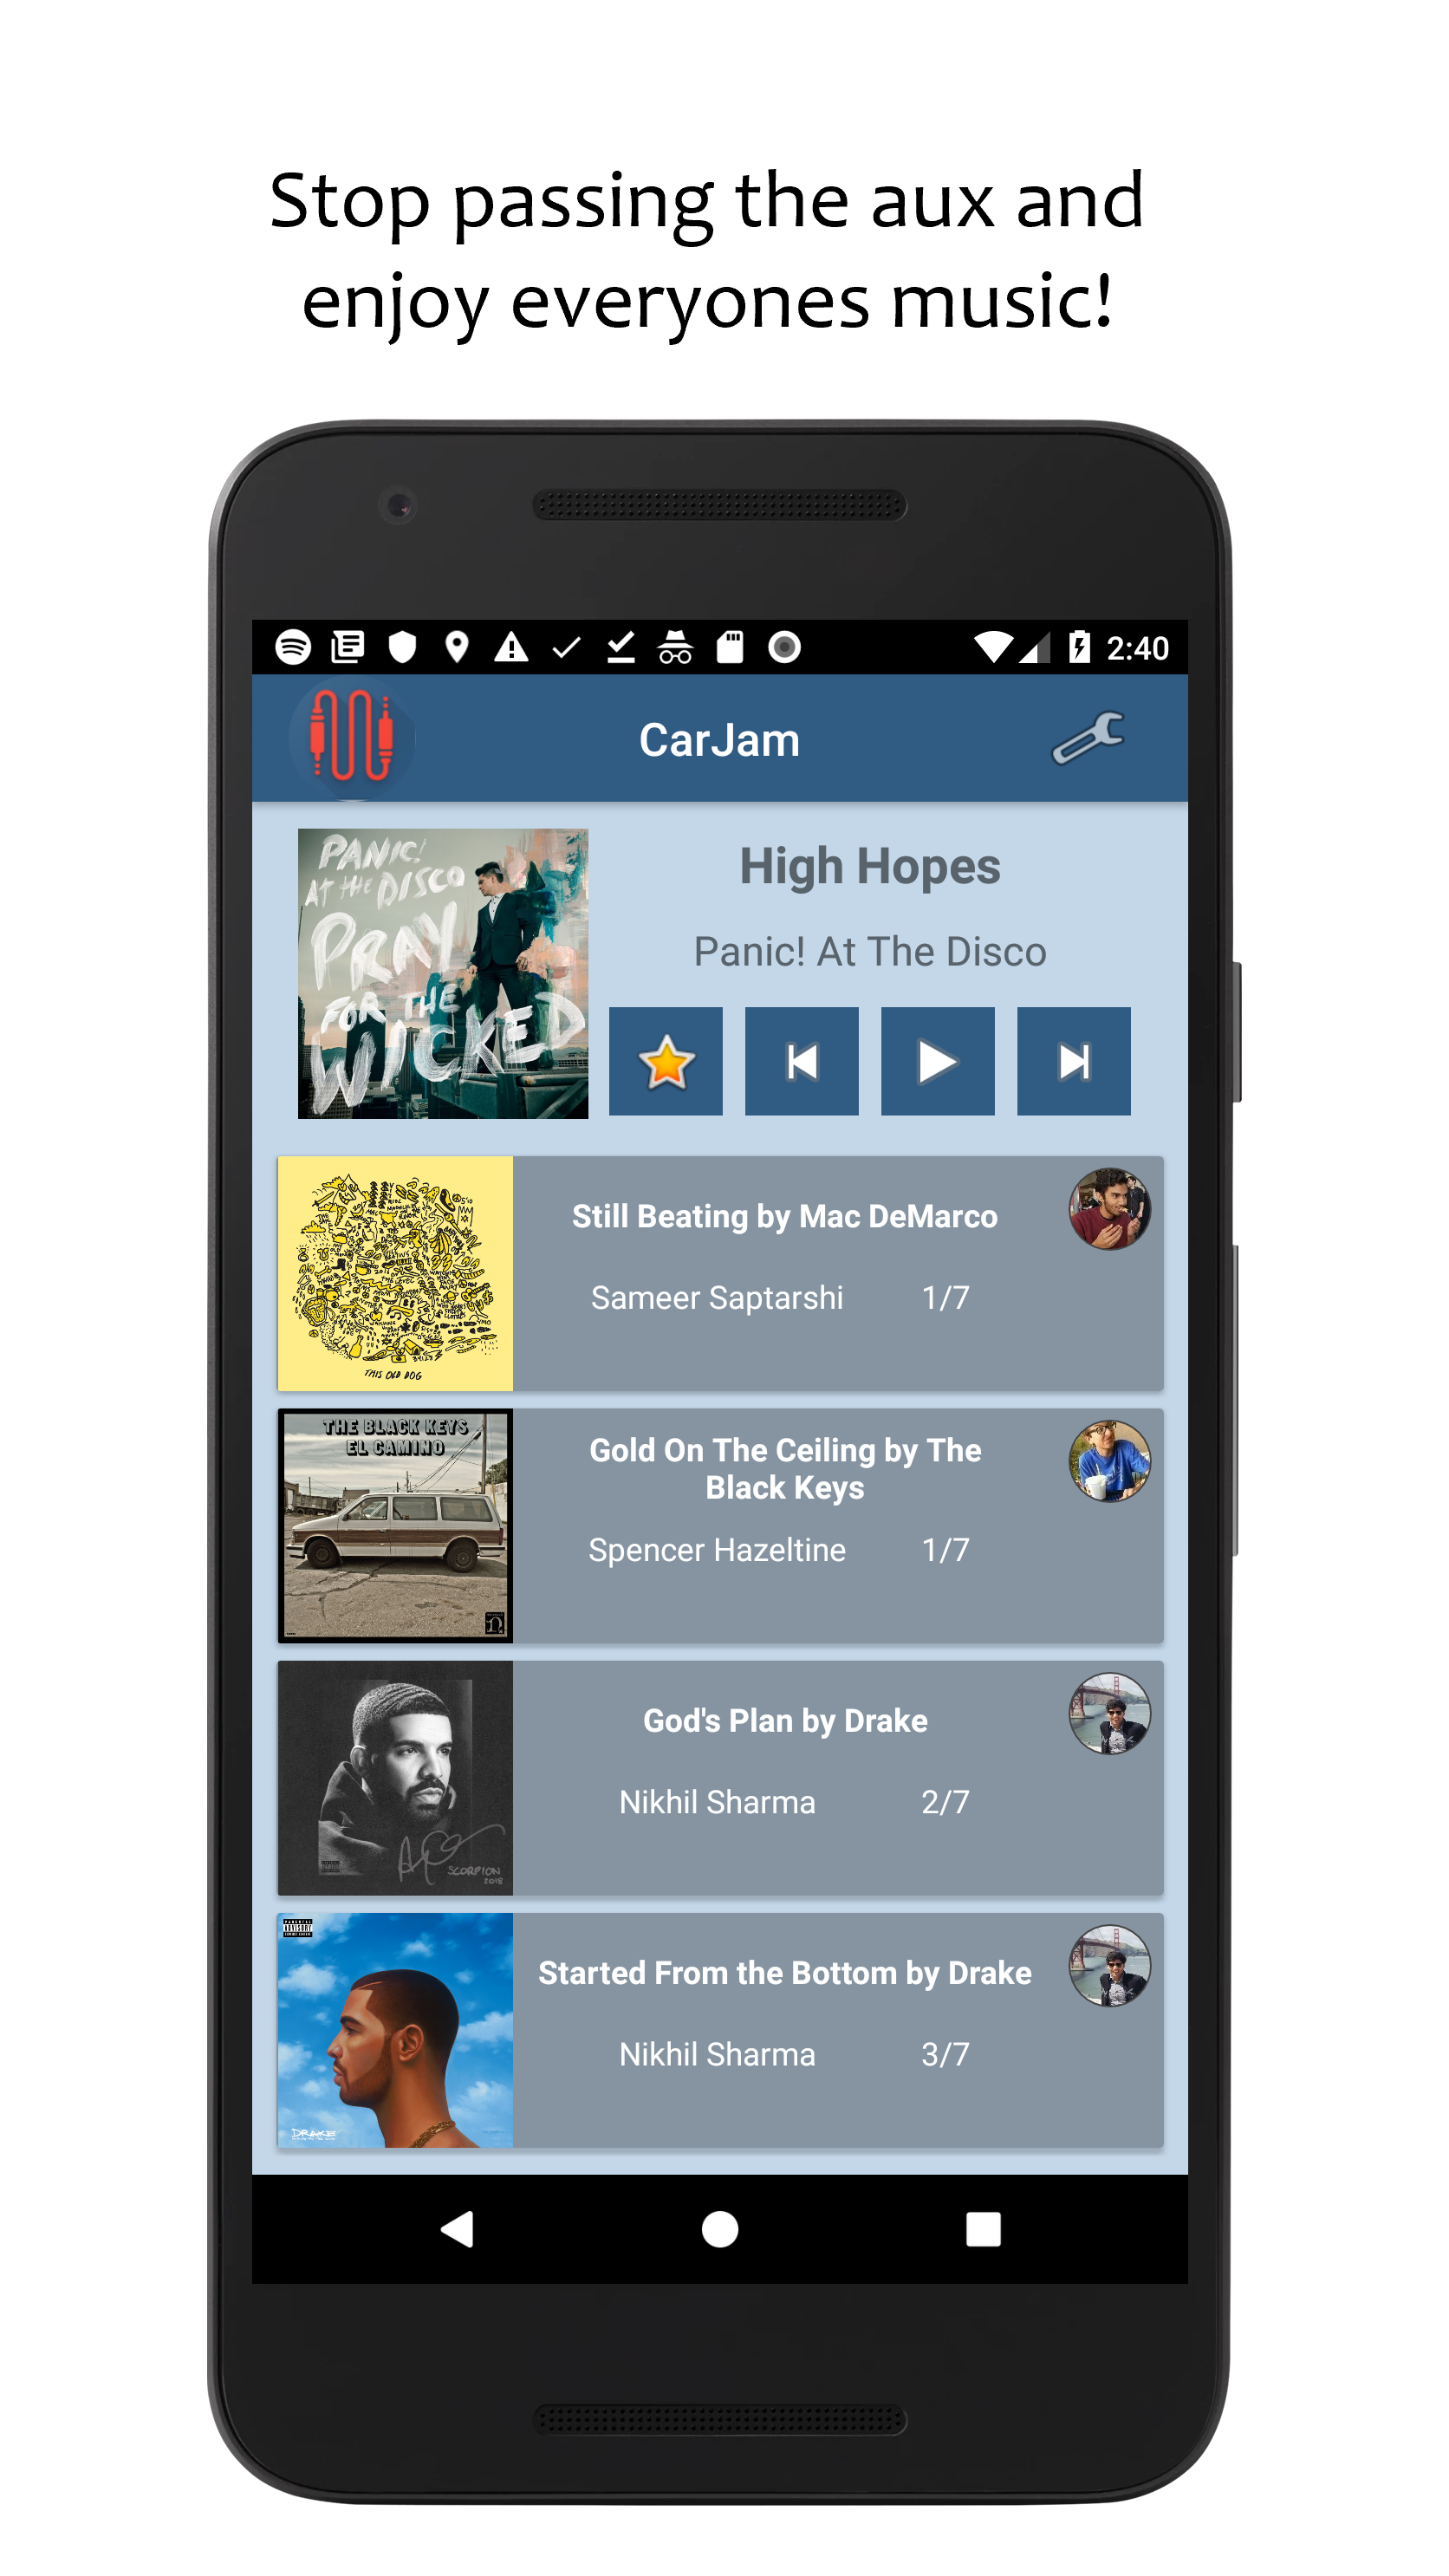 Stop passing the aux and
enjoy everyones music!
2:40
CarJam
PANIC!
AT THE DISCO
PRAY
FOR THE
WICKED
High Hopes
Panic! At The Disco
Still Beating by Mac DeMarco
Sameer Saptarshi 1/7
THIS OLD DOG
THE BLACK KEYS
EL CAMINO
Gold On The Ceiling by The
Black Keys
Spencer Hazeltine 1/7
God's Plan by Drake
Nikhil Sharma 2/7
SCORPION
2018
PARENTAL
ADVISORY
Started From the Bottom by Drake
Nikhil Sharma 3/7
DRAKE